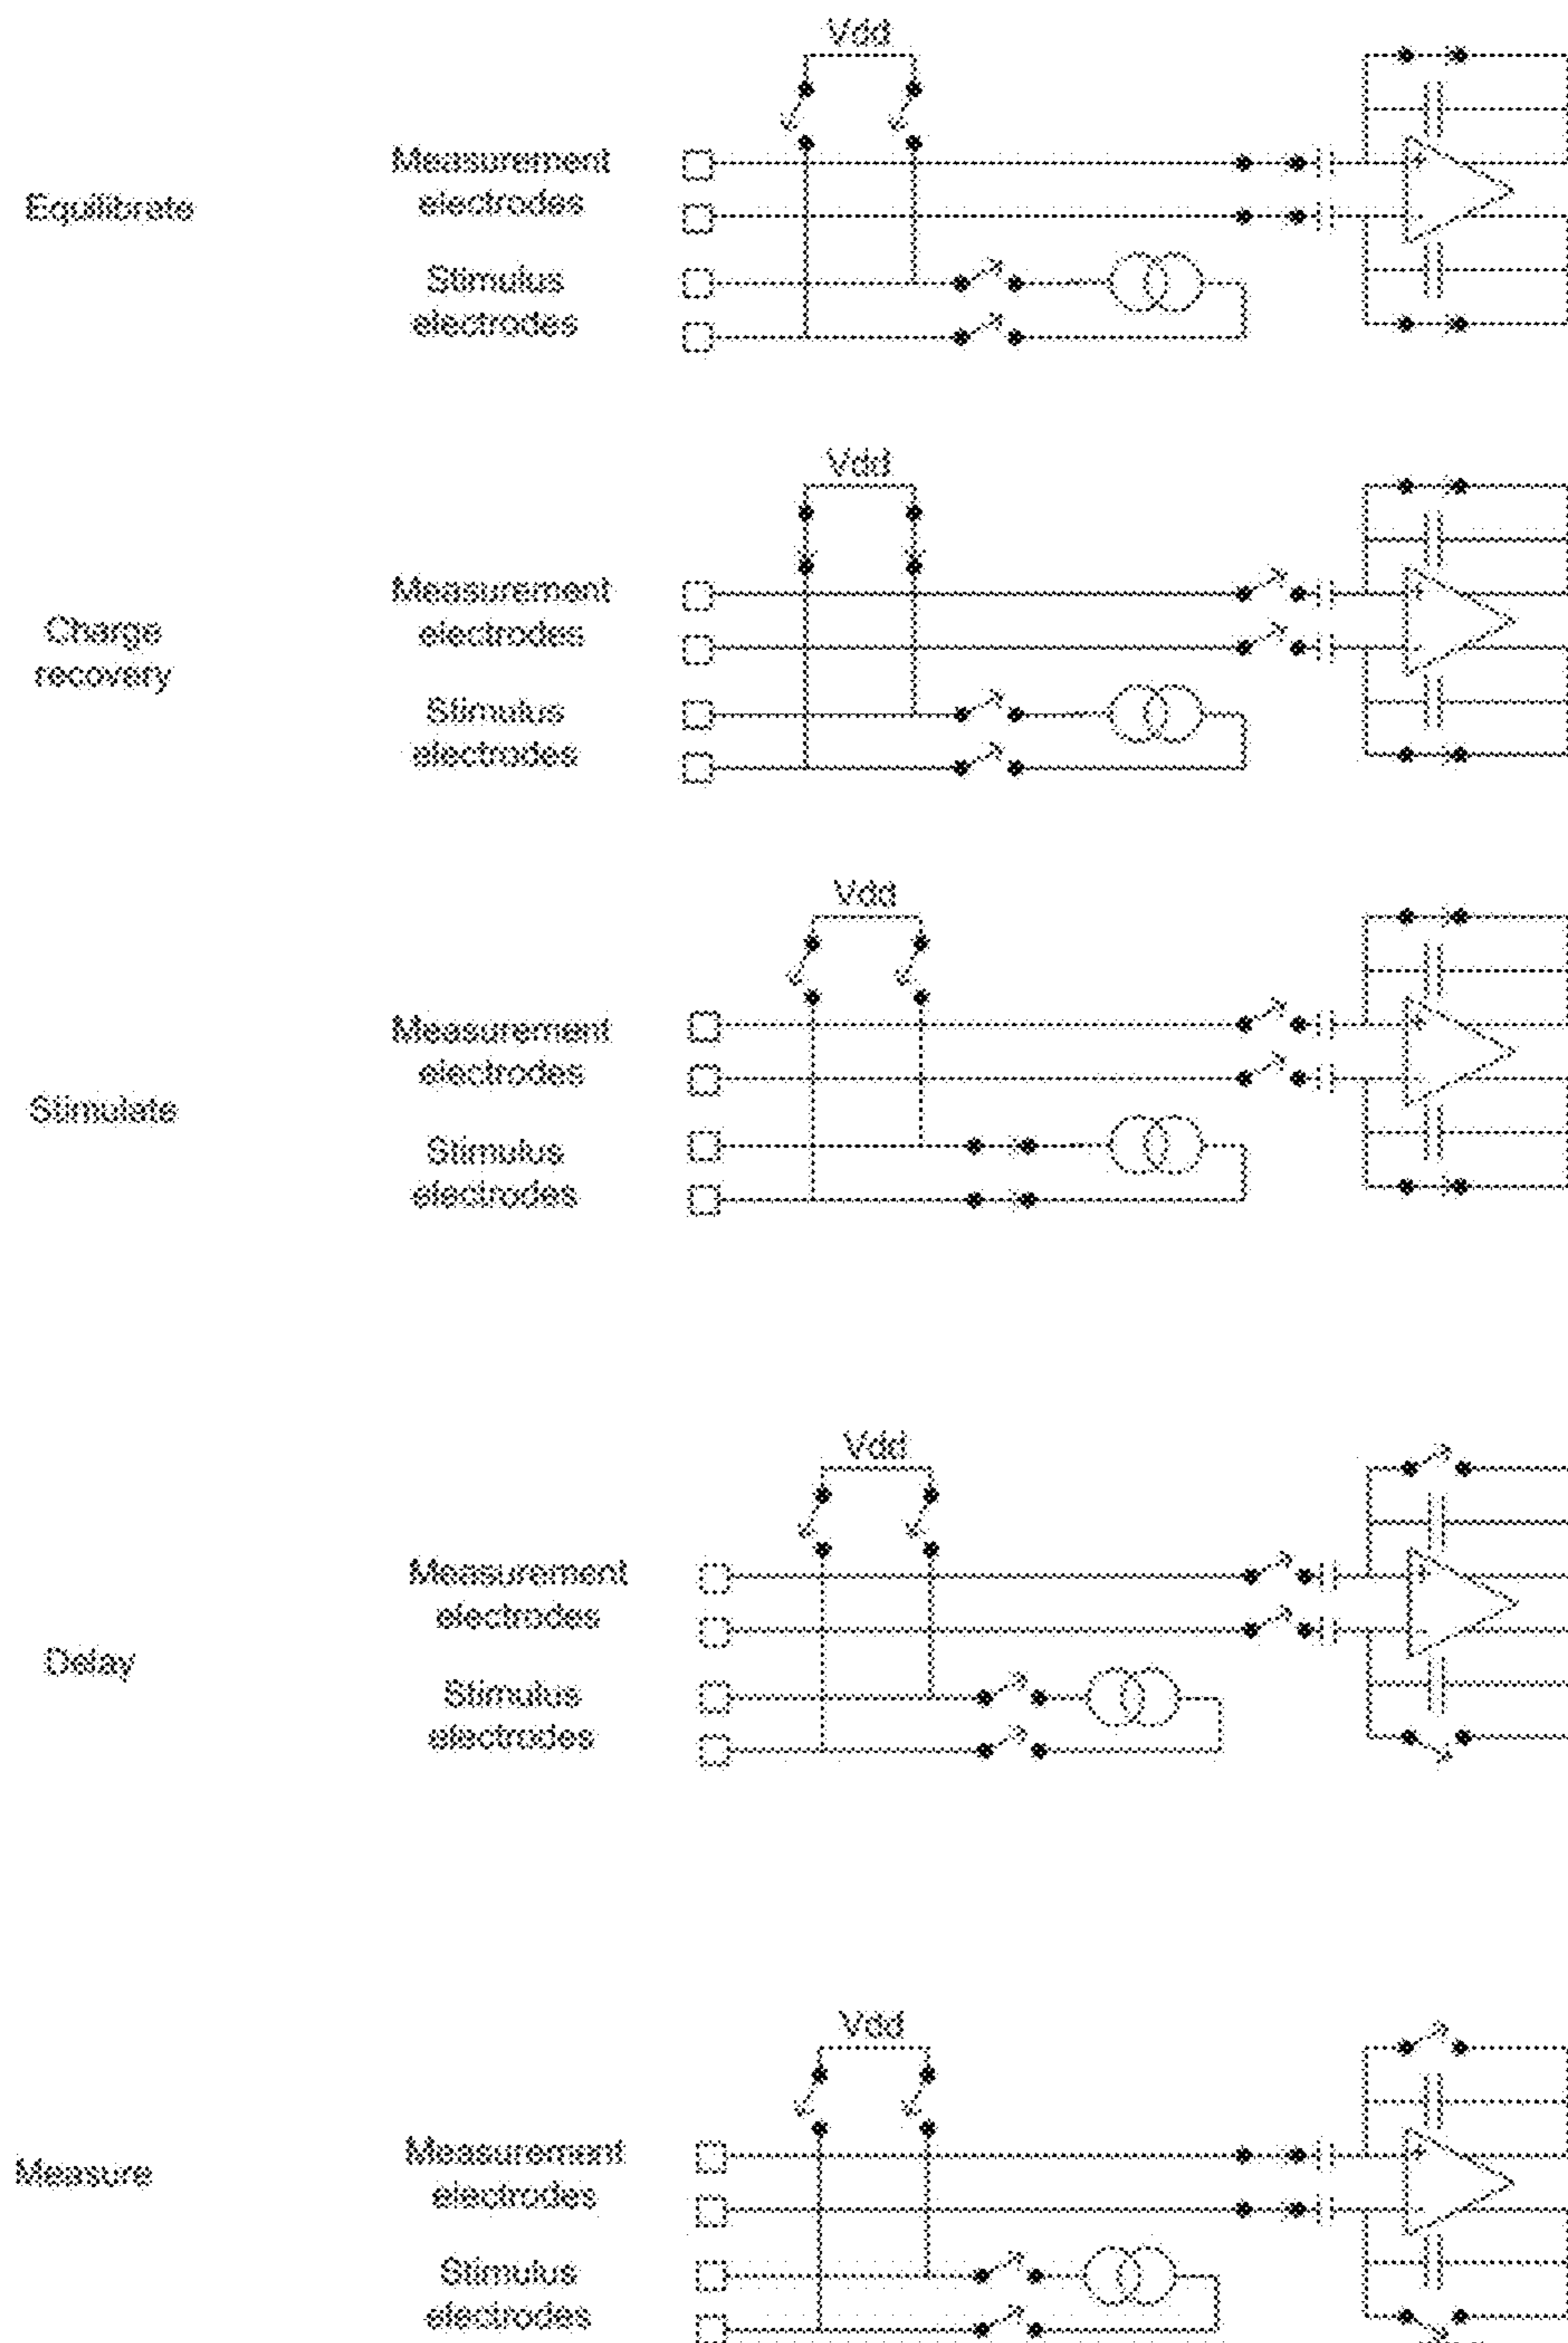 Vdd
Equilibrate
Measurement
electrodes
Stimulus
electrodes
Vdd
Charge
recovery
Measurement
electrodes
Stimulus
electrodes
Vdd
Stimulate
Measurement
electrodes
Stimulus
electrodes
Vdd
Delay
Measurement
electrodes
Stimulus
electrodes
Vdd
Measure
Measurement
electrodes
Stimulus
electrodes